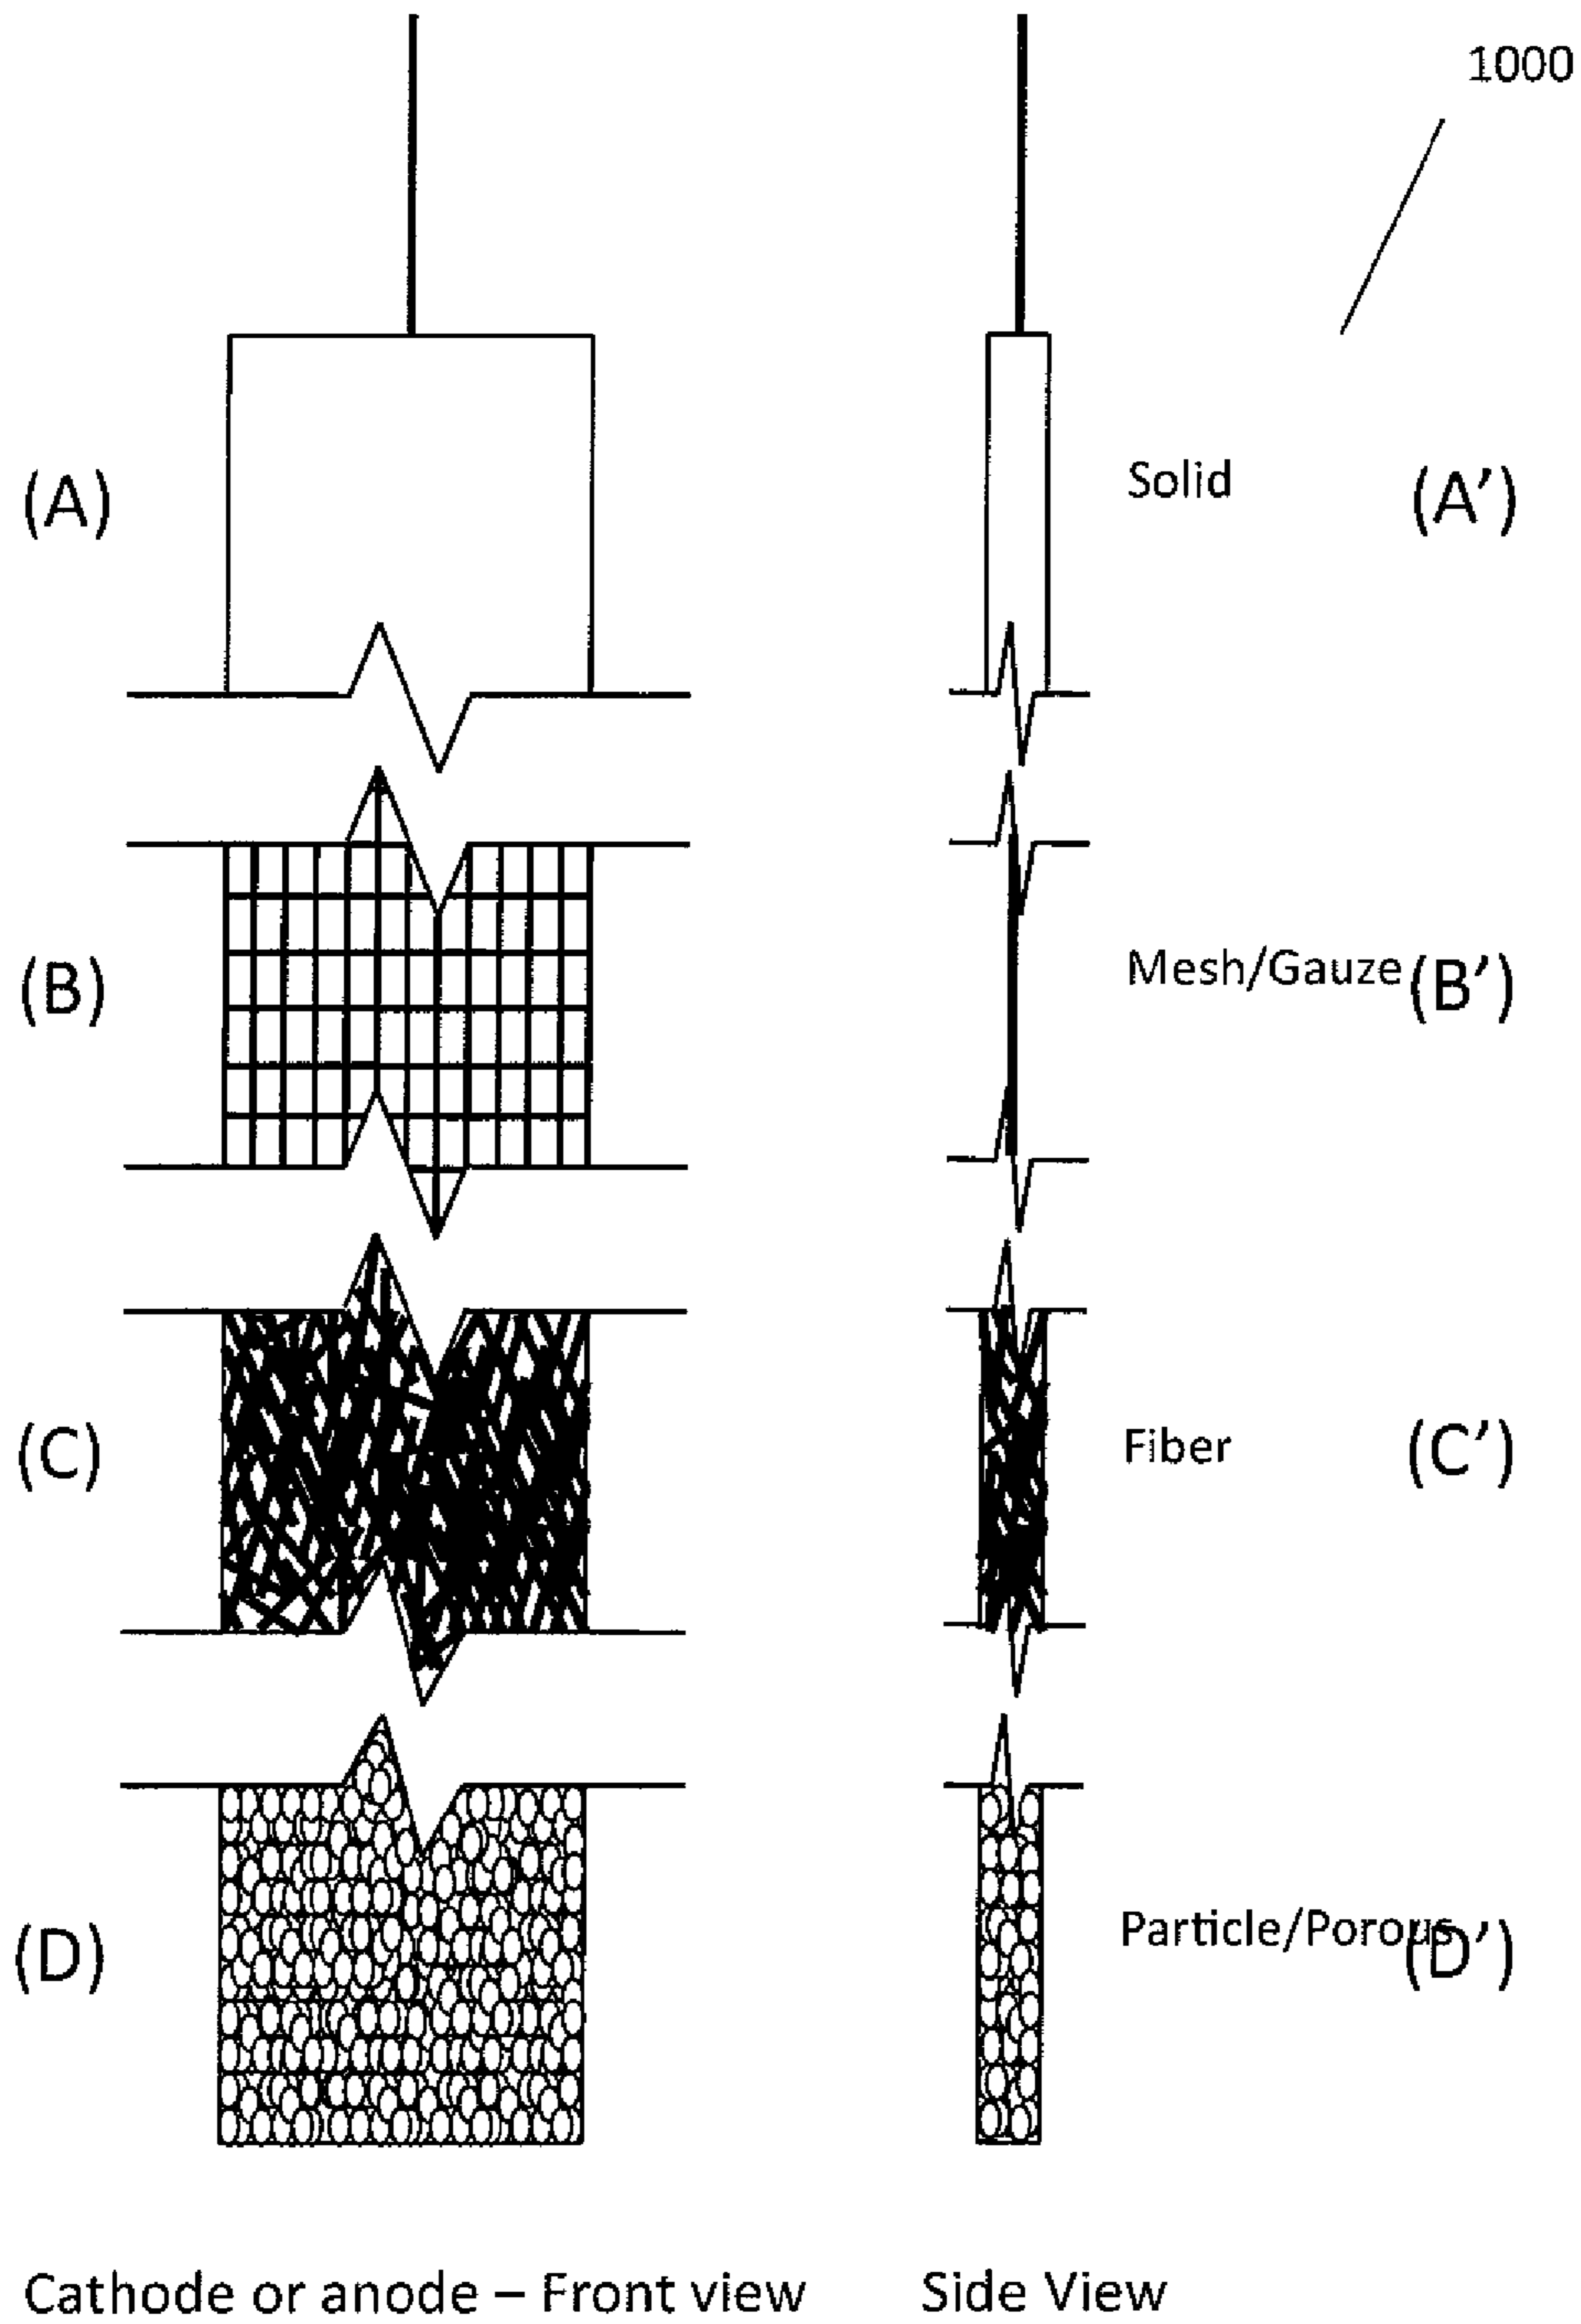 1000
(A)
Solid
(A’)
(B)
Mesh/Gauze
(B’)
(C)
Fiber
(C’)
(D)
Particle/Porous
(D’)
Cathode or anode – Front view
Side View